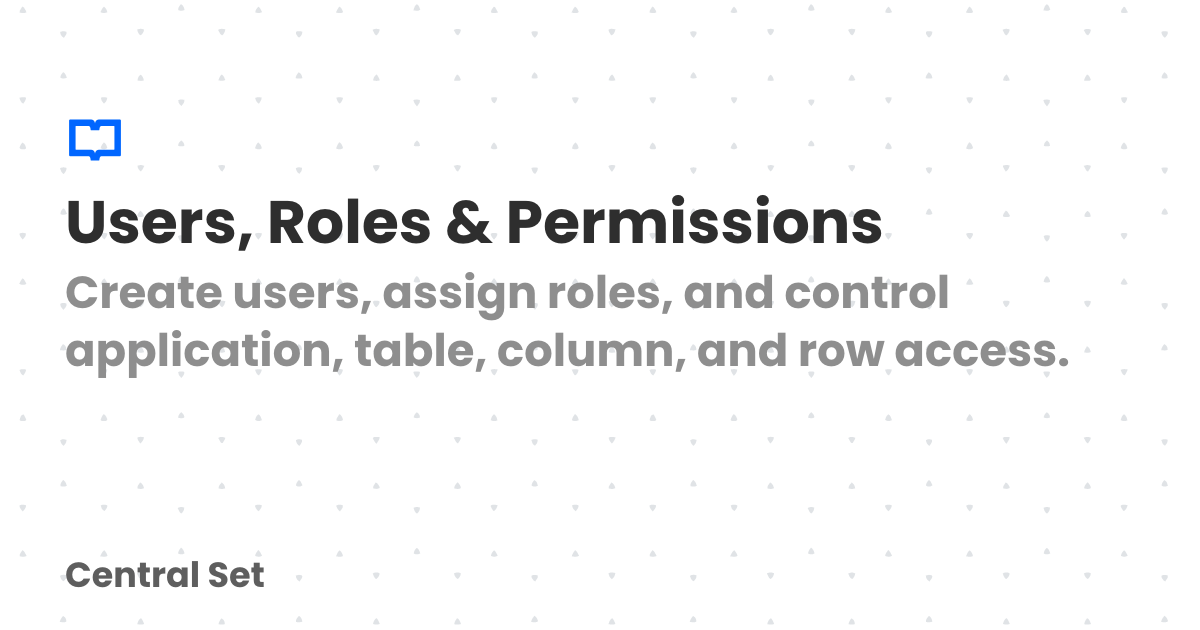 Users, Roles & Permissions
Create users, assign roles, and control
application, table, column, and row access.
Central Set